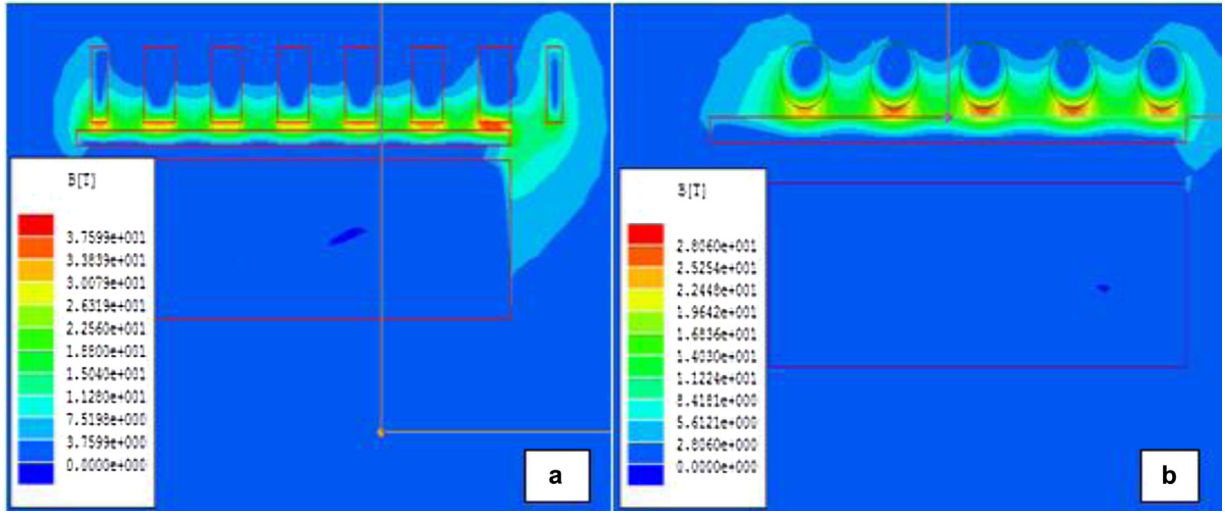 B[T]
3.7599e+001
3.3839e+001
3.0079e+001
2.6319e+001
2.2560e+001
1.8800e+001
1.5040e+001
1.1280e+001
7.5198e+000
3.7599e+000
0.0000e+000
a
B[T]
2.8060e+001
2.5254e+001
2.2448e+001
1.9642e+001
1.6836e+001
1.4030e+001
1.1224e+001
8.4181e+000
5.6121e+000
2.8060e+000
0.0000e+000
b